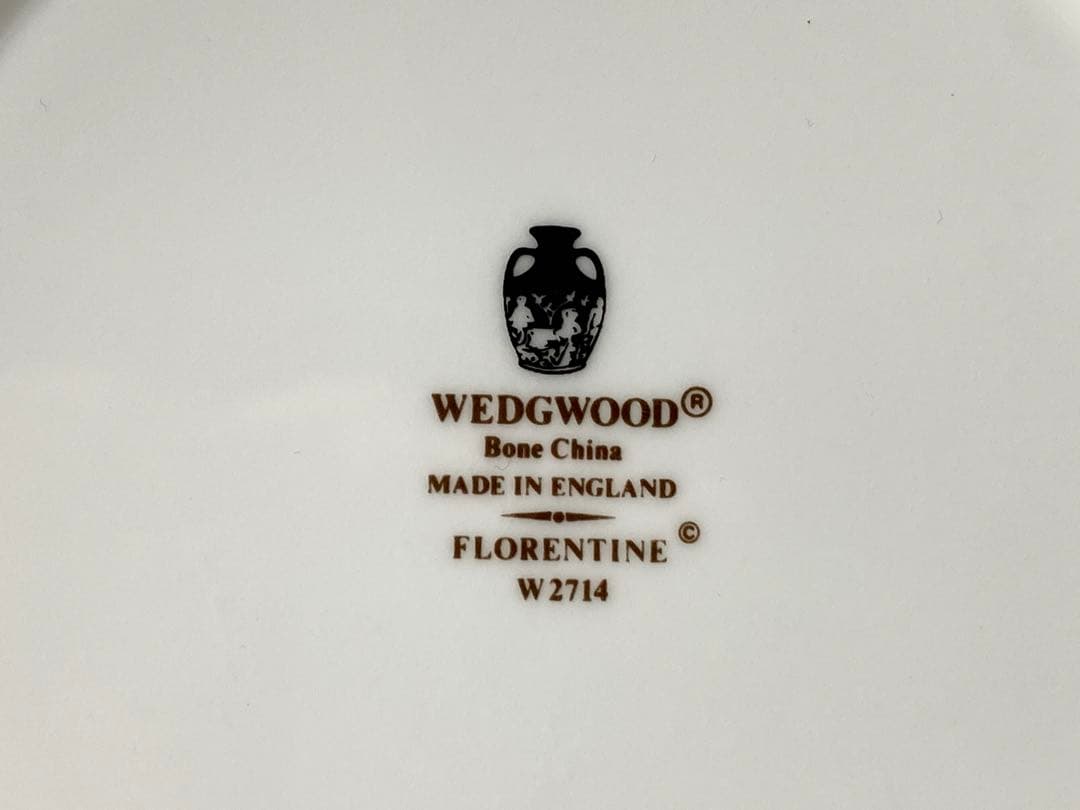 WEDGWOOD®
Bone China
MADE IN ENGLAND
FLORENTINE ©
W2714